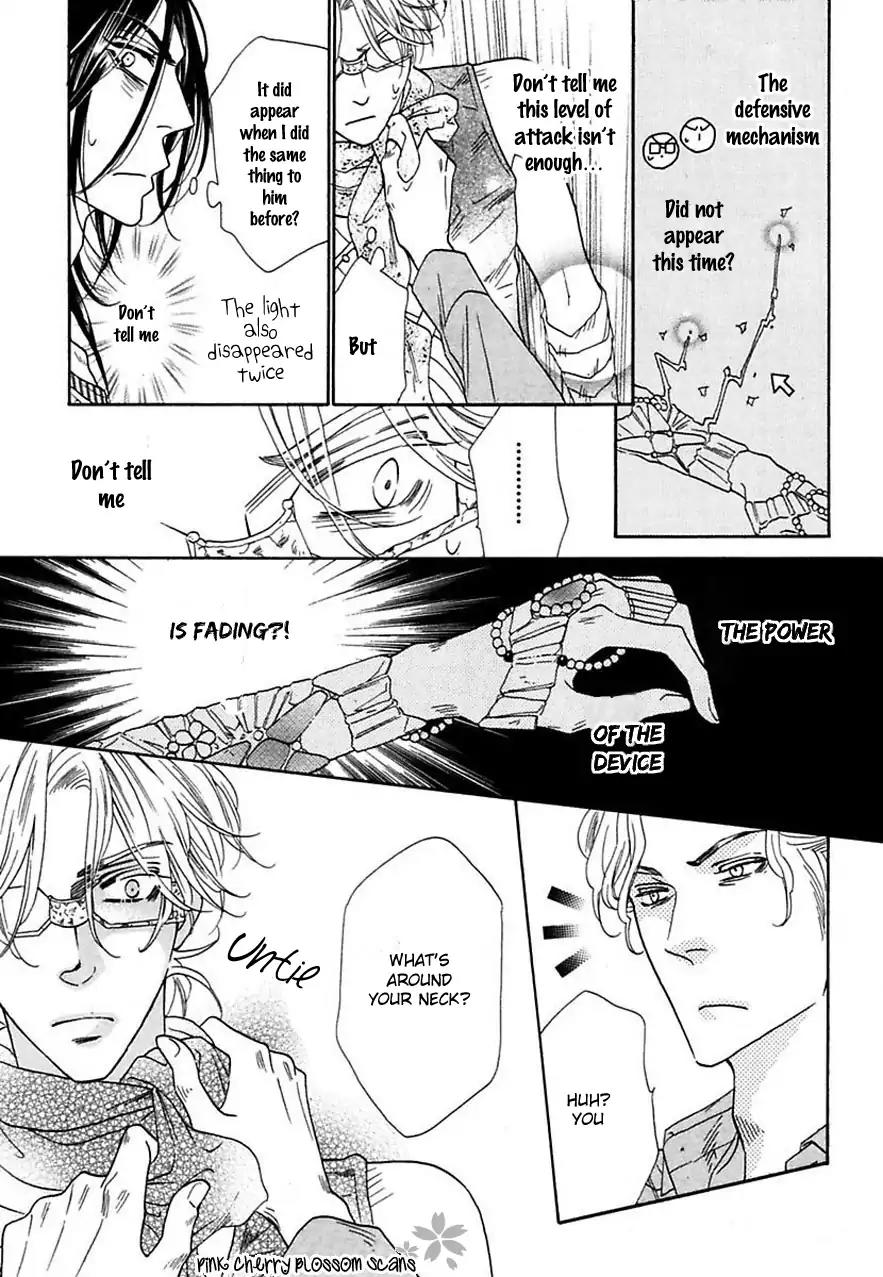 The
defensive
mechanism
Did not
appear
this time?
Don't tell me
this level of
attack isn't
enough...
But
It did
appear
when I did
the same
thing to
him
before?
The light
also
disappeared
twice
Don't
tell me
.........
Don't tell
me
THE POWER
OF THE
DEVICE
IS FADING?!
HUH?
YOU
WHAT'S
AROUND
YOUR NECK?
Untie
Pink Cherry Blossom Scans